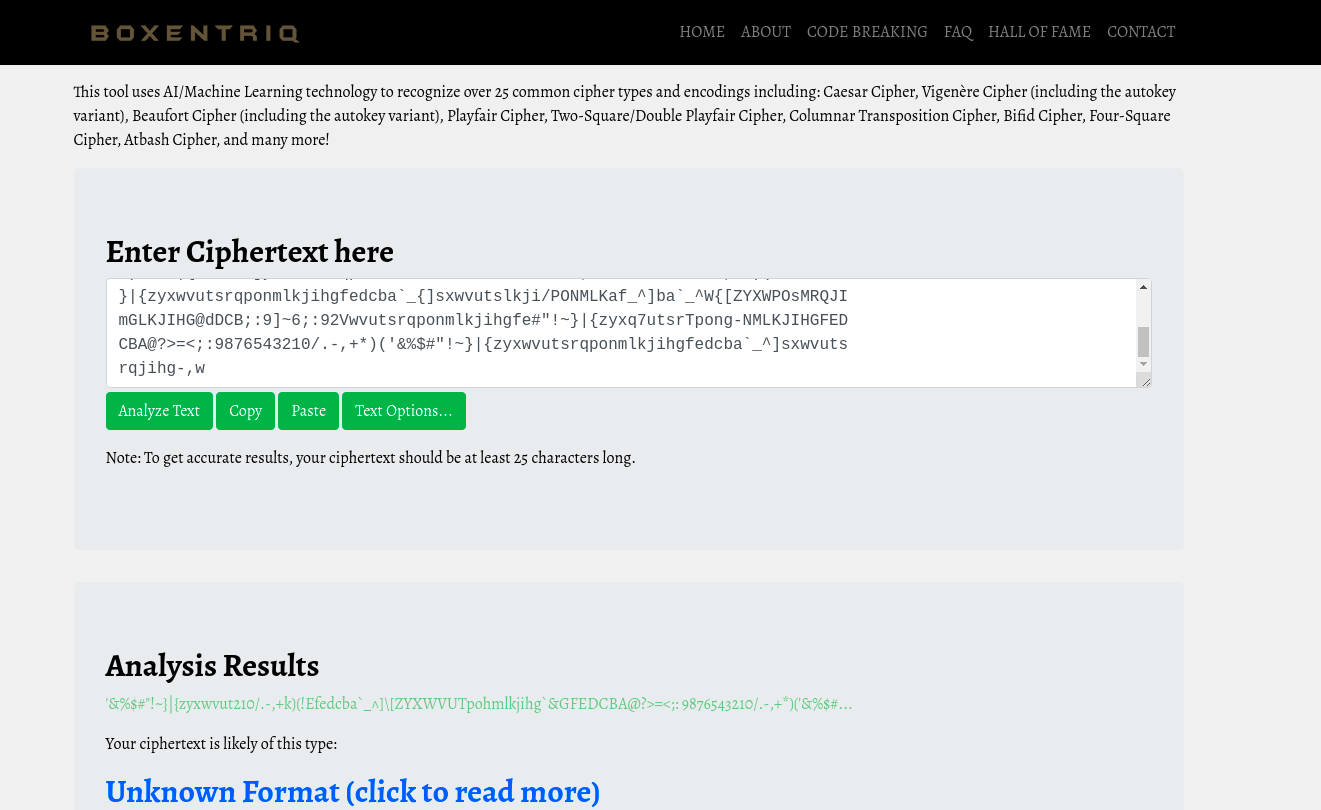 BOXENTRIQ
HOME ABOUT CODE BREAKING FAQ HALL OF FAME CONTACT
This tool uses AI/Machine Learning technology to recognize over 25 common cipher types and encodings including: Caesar Cipher, Vigenère Cipher (including the autokey
variant), Beaufort Cipher (including the autokey variant), Playfair Cipher, Two-Square/Double Playfair Cipher, Columnar Transposition Cipher, Bifid Cipher, Four-Square
Cipher, Atbash Cipher, and many more!
Enter Ciphertext here
}|{zyxwvutsrqponmlkjihgfedcba`_{]sxwvutslkji/PONMLKaf_^]ba`_^W{[ZYXWPOsMRQJI
mGLKJIHG@dDCB;:9]~6;:92Vwvutsrqponmlkjihgfe#"!~}|{zyxq7utsrTpong-NMLKJIHGFED
CBA@?>=<;:9876543210/.-,+*)('&%$#"!~}|{zyxwvutsrqponmlkjihgfedcba`_^]sxwvuts
rqjihg-,w
Analyze Text Copy Paste Text Options...
Note: To get accurate results, your ciphertext should be at least 25 characters long.
Analysis Results
'&%$#"!~}|{zyxwvut210/.-,+k)(!Efedcba`_^]\[ZYXWVUTpohmlkjihg`&GFEDCBA@?>=<;: 9876543210/.-,+*)('&%$#...
Your ciphertext is likely of this type:
Unknown Format (click to read more)